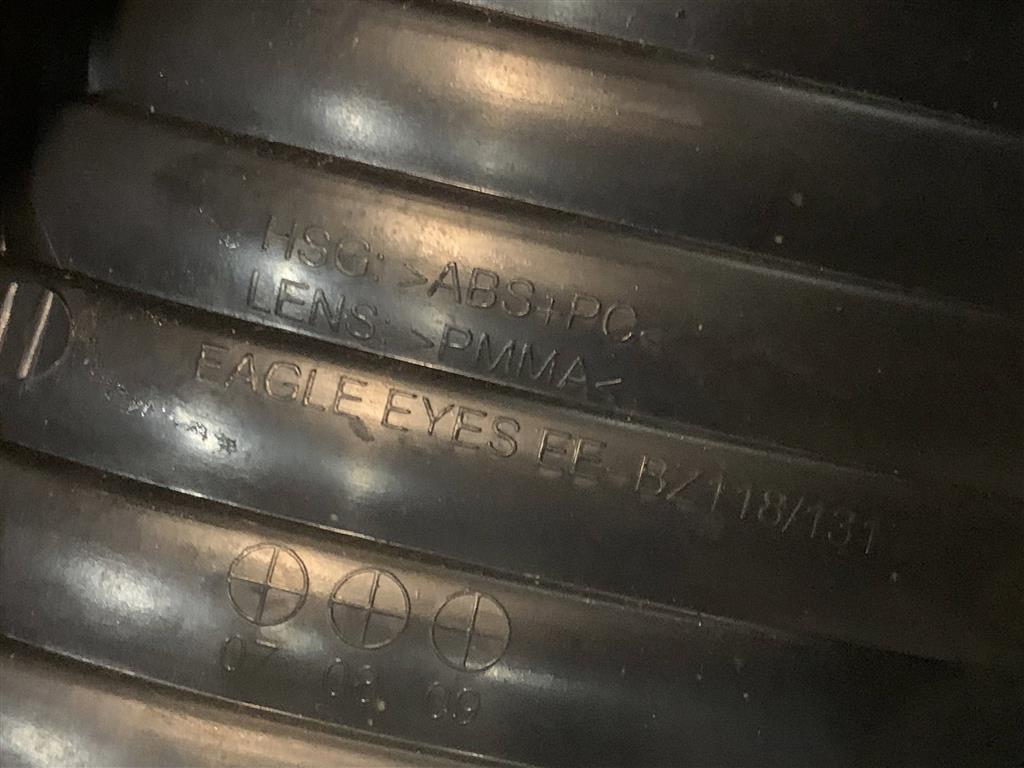 HSG: >ABS+PC<
LENS: >PMMA<
EAGLE EYES EE BZ118/131
07 08 09